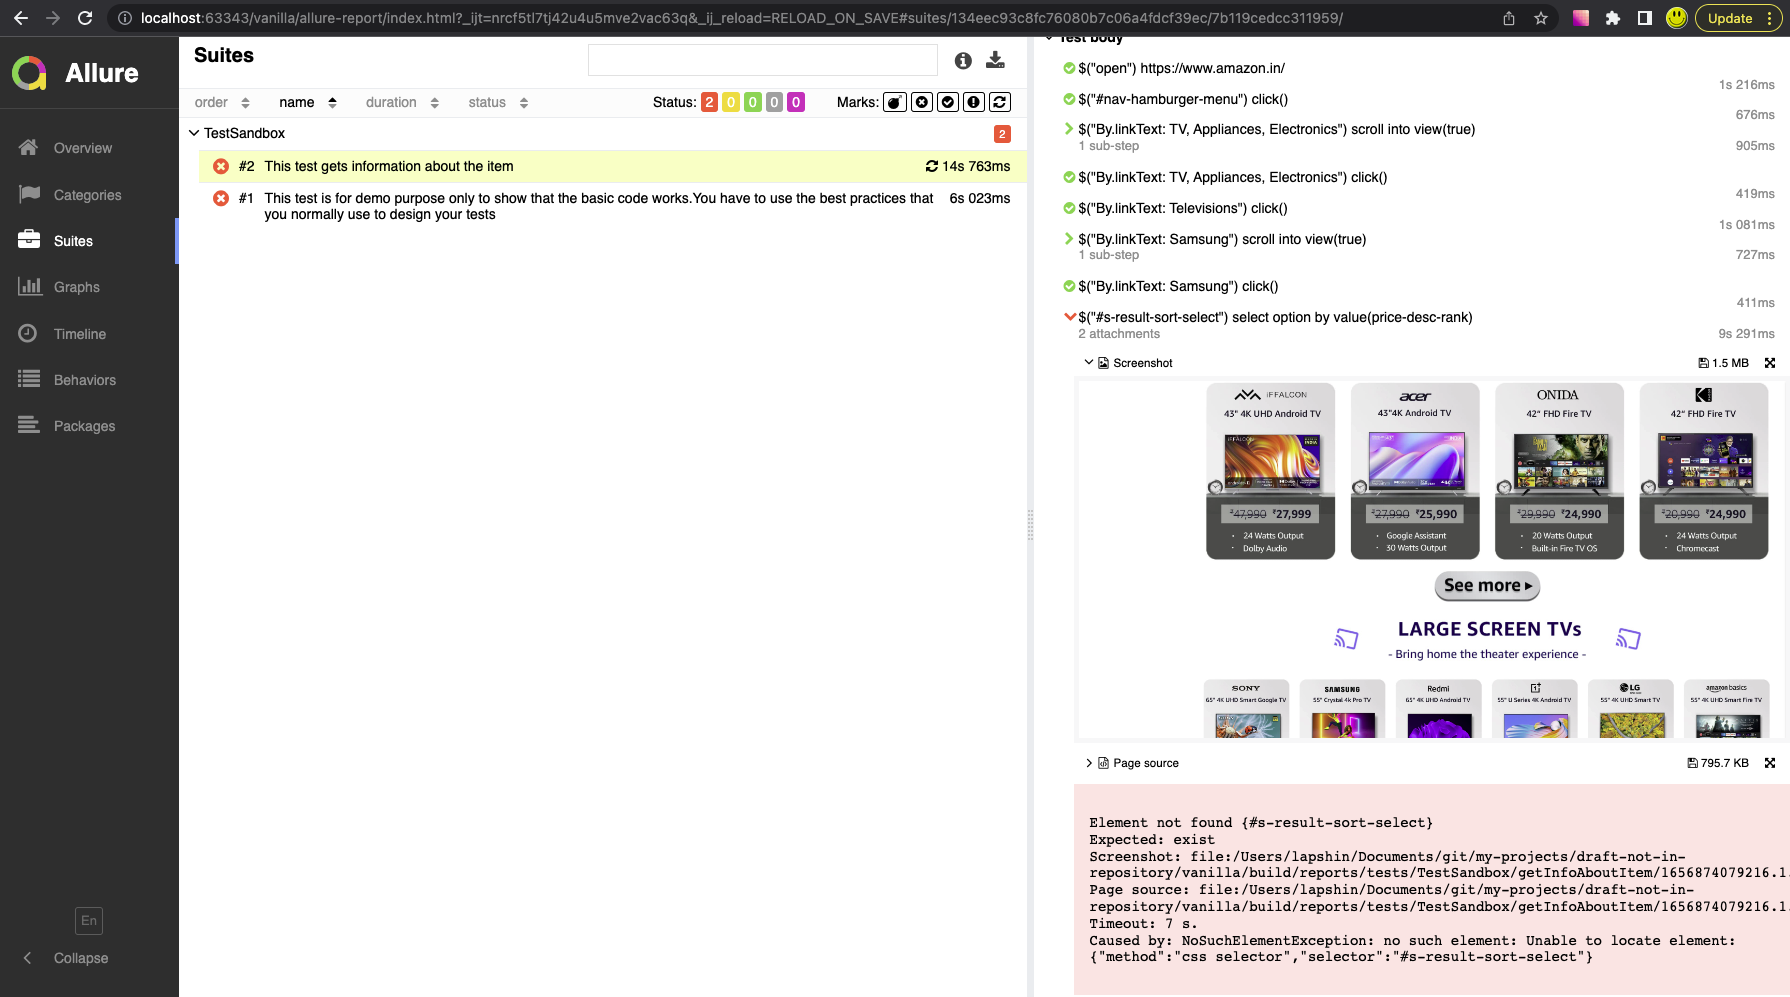 localhost:63343/vanilla/allure-report/index.html?_ijt=nrcf5tl7tj42u4u5mve2vac63q&_ij_reload=RELOAD_ON_SAVE#suites/134eec93c8fc76080b7c06a4fdcf39ec/7b119cedcc311959/
Update
Allure
Overview
Categories
Suites
Graphs
Timeline
Behaviors
Packages
En
Collapse
Suites
order name duration status Status: 2 0 0 0 0 Marks:
TestSandbox 2
#2 This test gets information about the item 14s 763ms
#1 This test is for demo purpose only to show that the basic code works.You have to use the best practices that 6s 023ms
you normally use to design your tests
Test body
$("open") https://www.amazon.in/
1s 216ms
$("#nav-hamburger-menu") click()
676ms
$("By.linkText: TV, Appliances, Electronics") scroll into view(true)
1 sub-step 905ms
$("By.linkText: TV, Appliances, Electronics") click()
419ms
$("By.linkText: Televisions") click()
1s 081ms
$("By.linkText: Samsung") scroll into view(true)
1 sub-step 727ms
$("By.linkText: Samsung") click()
411ms
$("#s-result-sort-select") select option by value(price-desc-rank)
2 attachments 9s 291ms
Screenshot 1.5 MB
iFFALCON acer ONIDA
43" 4K UHD Android TV 43"4K Android TV 42" FHD Fire TV 42" FHD Fire TV
₹47,990 ₹27,999 ₹27,990 ₹25,990 ₹29,990 ₹24,990 ₹20,990 ₹24,990
· 24 Watts Output · Google Assistant · 20 Watts Output · 24 Watts Output
· Dolby Audio · 30 Watts Output · Built-in Fire TV OS · Chromecast
See more ▸
LARGE SCREEN TVs
- Bring home the theater experience -
SONY SAMSUNG Redmi LG amazon basics
65" 4K UHD Smart Google TV 55" Crystal 4k Pro TV 65" 4K UHD Android TV 55" U Series 4K Android TV 55" 4K UHD Smart TV 55" 4K UHD Smart Fire TV
Page source 795.7 KB
Element not found {#s-result-sort-select}
Expected: exist
Screenshot: file:/Users/lapshin/Documents/git/my-projects/draft-not-in-
repository/vanilla/build/reports/tests/TestSandbox/getInfoAboutItem/1656874079216.1.
Page source: file:/Users/lapshin/Documents/git/my-projects/draft-not-in-
repository/vanilla/build/reports/tests/TestSandbox/getInfoAboutItem/1656874079216.1.
Timeout: 7 s.
Caused by: NoSuchElementException: no such element: Unable to locate element:
{"method":"css selector","selector":"#s-result-sort-select"}